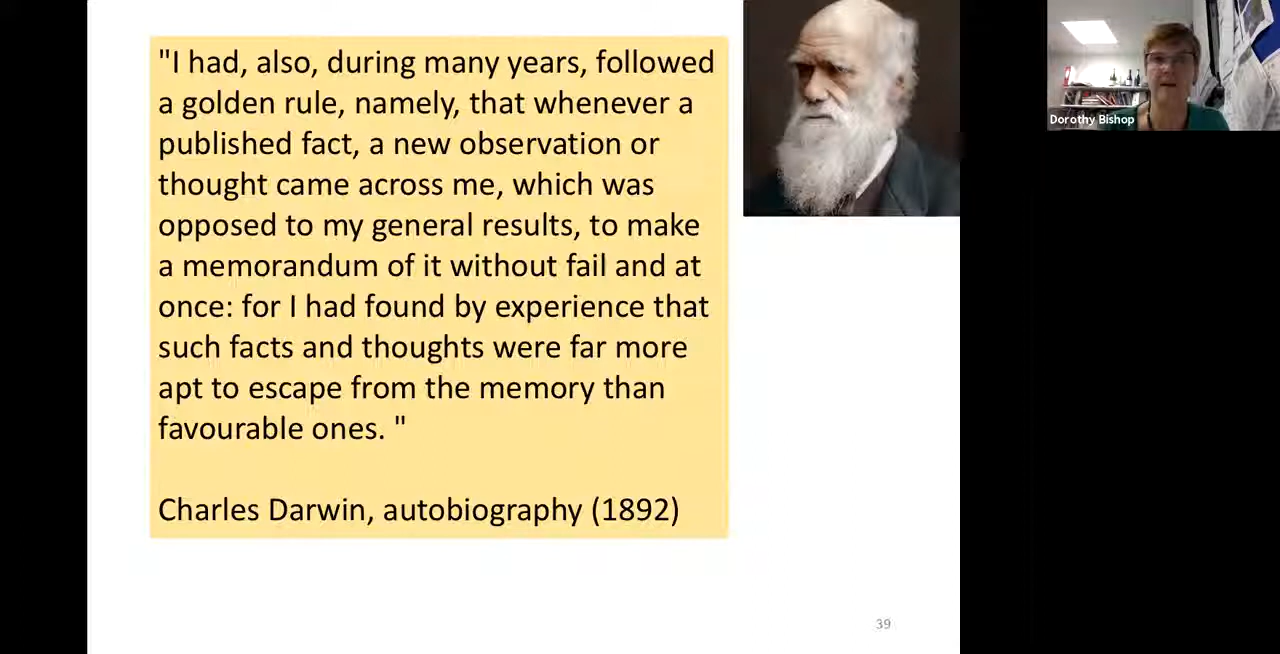 "I had, also, during many years, followed
a golden rule, namely, that whenever a
published fact, a new observation or
thought came across me, which was
opposed to my general results, to make
a memorandum of it without fail and at
once: for I had found by experience that
such facts and thoughts were far more
apt to escape from the memory than
favourable ones. "
Charles Darwin, autobiography (1892)
39
Dorothy Bishop